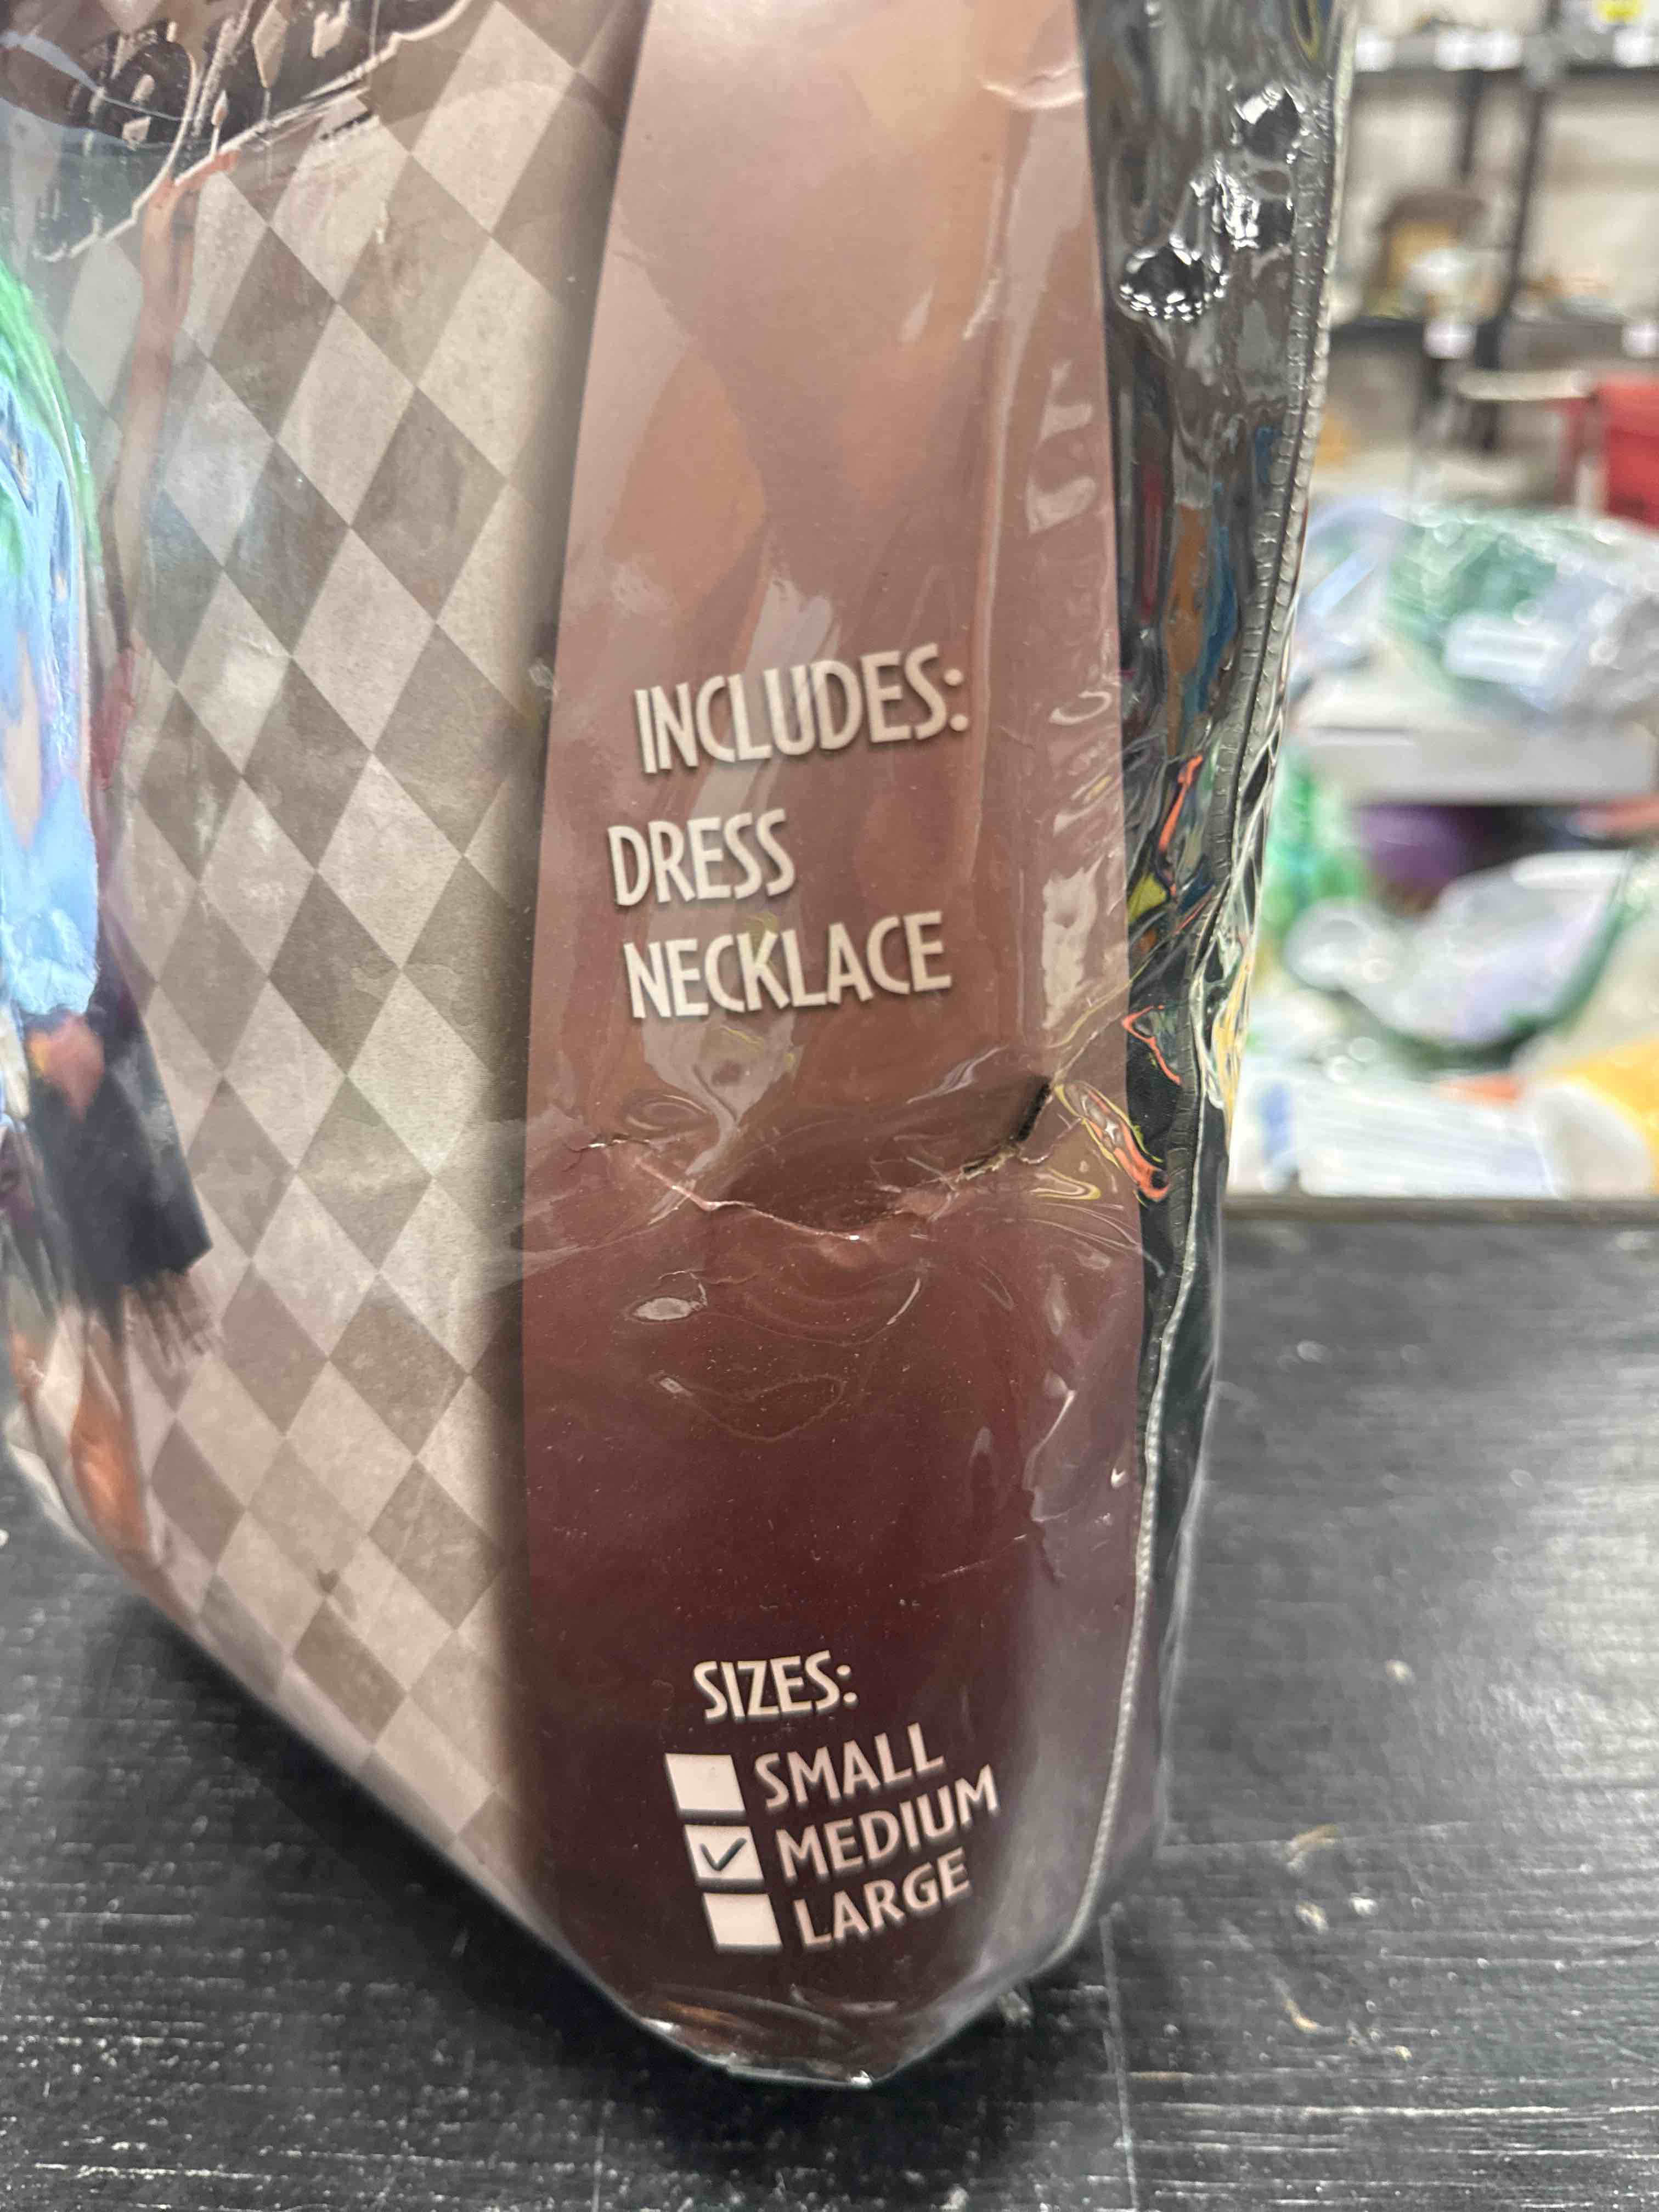 INCLUDES:
DRESS
NECKLACE
SIZES:
SMALL
MEDIUM
LARGE